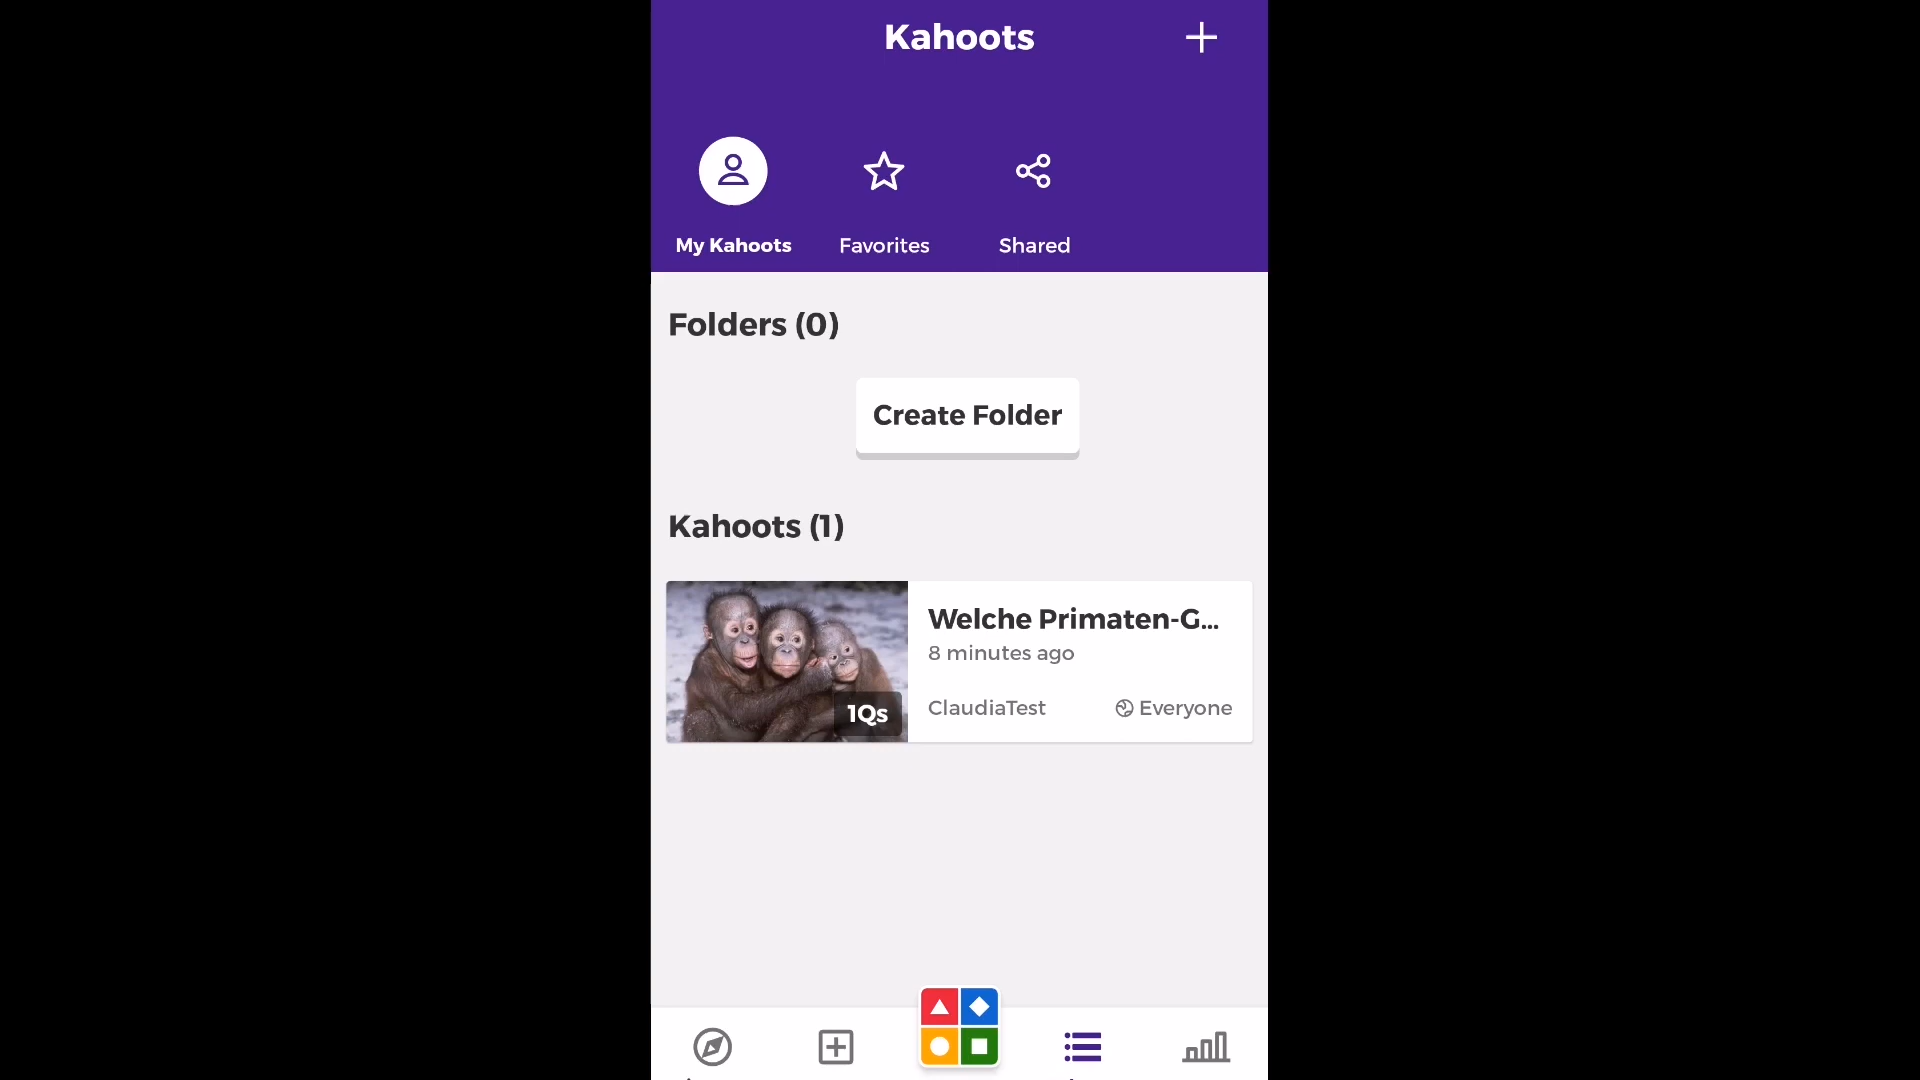 Kahoots
My Kahoots
Favorites
Shared
Folders (0)
Create Folder
Kahoots (1)
1Qs
Welche Primaten-G...
8 minutes ago
ClaudiaTest
Everyone